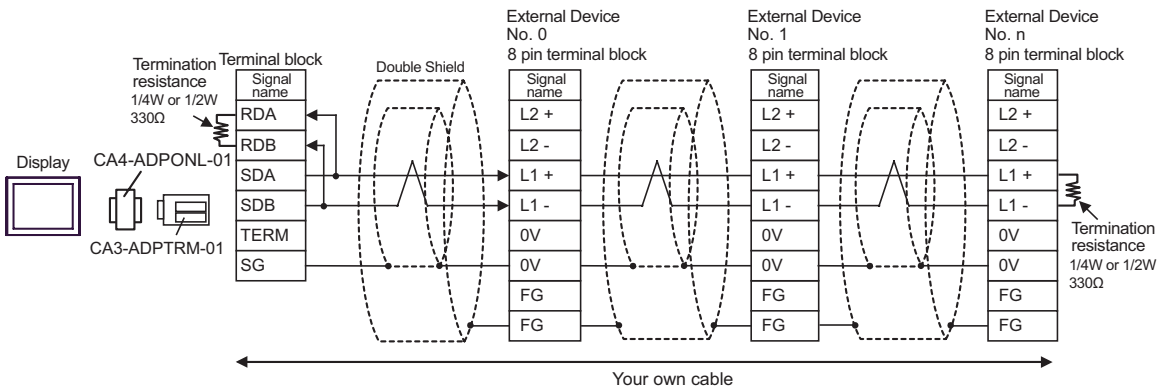 External Device
No. 0
8 pin terminal block
External Device
No. 1
8 pin terminal block
External Device
No. n
8 pin terminal block
Termination
resistance
1/4W or 1/2W
330Ω
Terminal block
Double Shield
Display
CA4-ADPONL-01
CA3-ADPTRM-01
Signal
name
RDA
RDB
SDA
SDB
TERM
SG
Signal
name
L2 +
L2 -
L1 +
L1 -
0V
0V
FG
FG
Signal
name
L2 +
L2 -
L1 +
L1 -
0V
0V
FG
FG
Signal
name
L2 +
L2 -
L1 +
L1 -
0V
0V
FG
FG
Termination
resistance
1/4W or 1/2W
330Ω
Your own cable